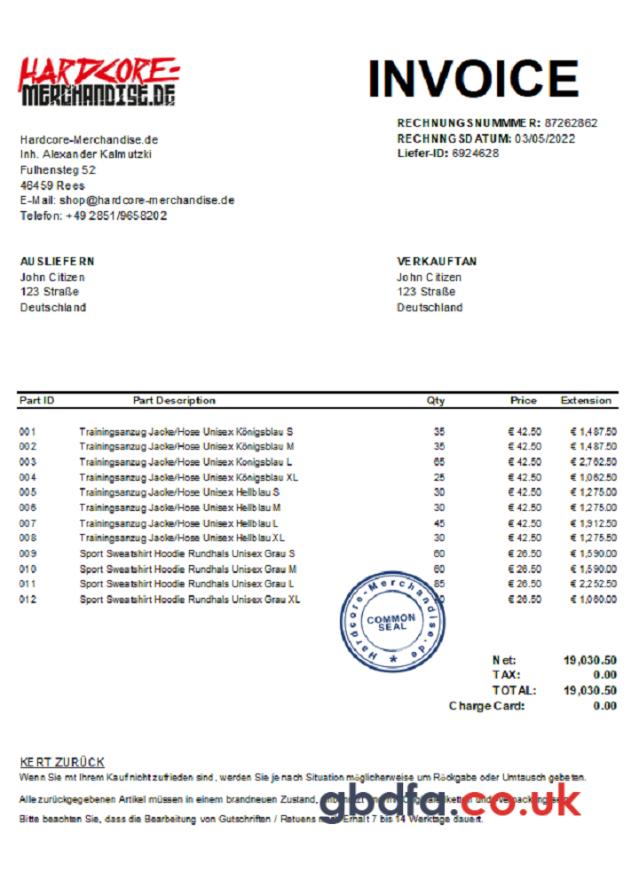 HARDCORE-
MERCHANDISE.DE
INVOICE
RECHNUNGSNUMMMER: 87262862
RECHNNGSDATUM: 03/05/2022
Liefer-ID: 6924628
Hardcore-Merchandise.de
Inh. Alexander Kalmutzki
Fulhensteg 52
46459 Rees
E-Mail: shop@hardcore-merchandise.de
Telefon: +49 2851/9658202
AUSLIEFERN VERKAUFTAN
John Citizen John Citizen
123 Straße 123 Straße
Deutschland Deutschland
Part ID Part Description Qty Price Extension
001 Trainingsanzug Jacke/Hose Unisex Königsblau S 35 € 42.50 € 1,487.50
002 Trainingsanzug Jacke/Hose Unisex Königsblau M 35 € 42.50 € 1,487.50
003 Trainingsanzug Jacke/Hose Unisex Konigsblau L 65 € 42.50 € 2,762.50
004 Trainingsanzug Jacke/Hose Unisex Königsblau XL 25 € 42.50 € 1,062.50
005 Trainingsanzug Jacke/Hose Unisex Hellblau S 30 € 42.50 € 1,275.00
006 Trainingsanzug Jacke/Hose Unisex Hellblau M 30 € 42.50 € 1,275.00
007 Trainingsanzug Jacke/Hose Unisex Hellblau L 45 € 42.50 € 1,912.50
008 Trainingsanzug Jacke/Hose Unisex Hellblau XL 30 € 42.50 € 1,275.50
009 Sport Sweatshirt Hoodie Rundhals Unisex Grau S 60 € 26.50 € 1,590.00
010 Sport Sweatshirt Hoodie Rundhals Unisex Grau M 60 € 26.50 € 1,590.00
011 Sport Sweatshirt Hoodie Rundhals Unisex Grau L 85 € 26.50 € 2,252.50
012 Sport Sweatshirt Hoodie Rundhals Unisex Grau XL € 26.50 € 1,060.00
Hardcore-Merchandise.de
COMMON
SEAL
Net: 19,030.50
TAX: 0.00
TOTAL: 19,030.50
Charge Card: 0.00
KERT ZURÜCK
Wenn Sie mt Ihrem Kauf nicht zufrieden sind, werden Sie je nach Situation möglicherweise um Rückgabe oder Umtausch gebeten.
Alle zurückgegebenen Artikel müssen in einem brandneuen Zustand, und
Bitte beachten Sie, dass die Bearbeitung von Gutschriften / Retuens nach Erhalt 7 bis 14 Werktage dauert.
gbdfa.co.uk